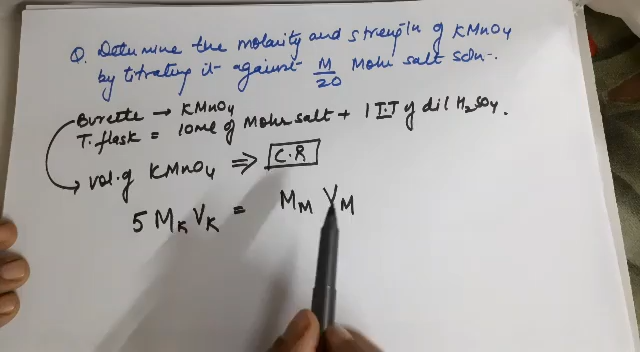 Q. Determine the molarity and strength of KMnO4
by titrating it against M/20 Mohr salt soln.
Burette → KMnO4
T. flask = 10ml of Mohr salt + 1 T.T of dil H2SO4.
Vol. of KMnO4 ⇒ C.R
5 MK VK = MM VM